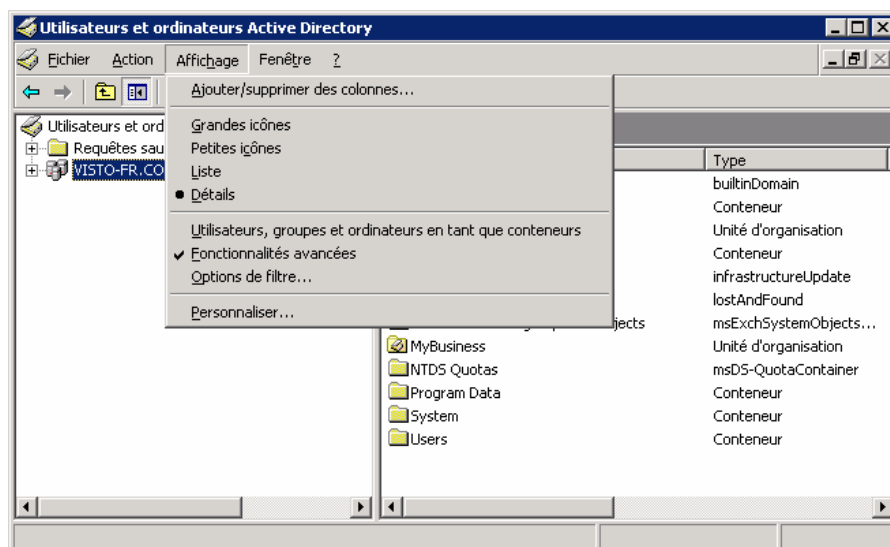 Utilisateurs et ordinateurs Active Directory
Fichier Action Affichage Fenêtre ?
Ajouter/supprimer des colonnes...
Grandes icônes
Petites icônes
Liste
Détails
Utilisateurs, groupes et ordinateurs en tant que conteneurs
Fonctionnalités avancées
Options de filtre...
Personnaliser...
Utilisateurs et ord
Requêtes sau
VISTO-FR.CO
Type
builtinDomain
Conteneur
Unité d'organisation
Conteneur
infrastructureUpdate
lostAndFound
jects msExchSystemObjects...
MyBusiness Unité d'organisation
NTDS Quotas msDS-QuotaContainer
Program Data Conteneur
System Conteneur
Users Conteneur